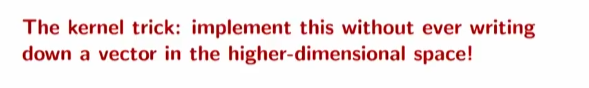 The kernel trick: implement this without ever writing
down a vector in the higher-dimensional space!